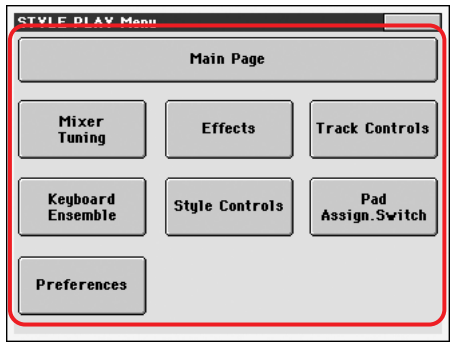 STYLE PLAY Menu
Main Page
Mixer
Tuning
Effects
Track Controls
Keyboard
Ensemble
Style Controls
Pad
Assign.Switch
Preferences